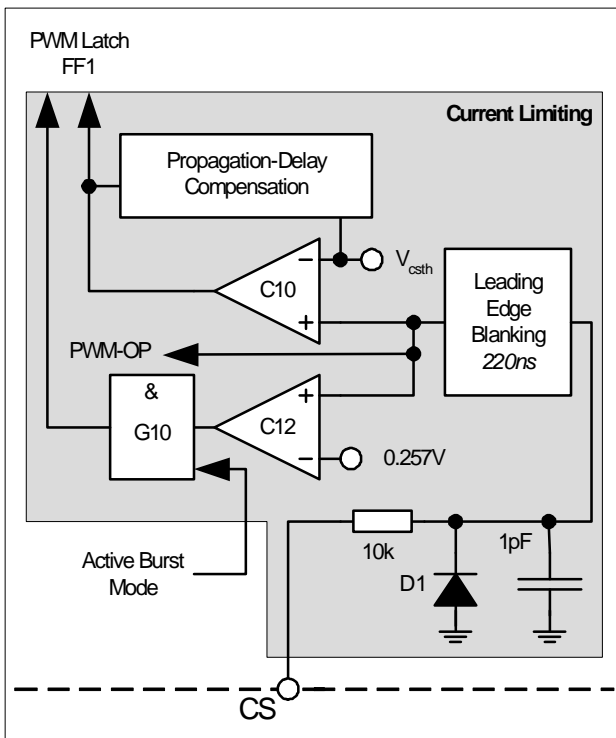 PWM Latch
FF1
Current Limiting
Propagation-Delay
Compensation
V_csth
C10
Leading
Edge
Blanking
220ns
PWM-OP
&
G10
C12
0.257V
Active Burst
Mode
10k
1pF
D1
CS